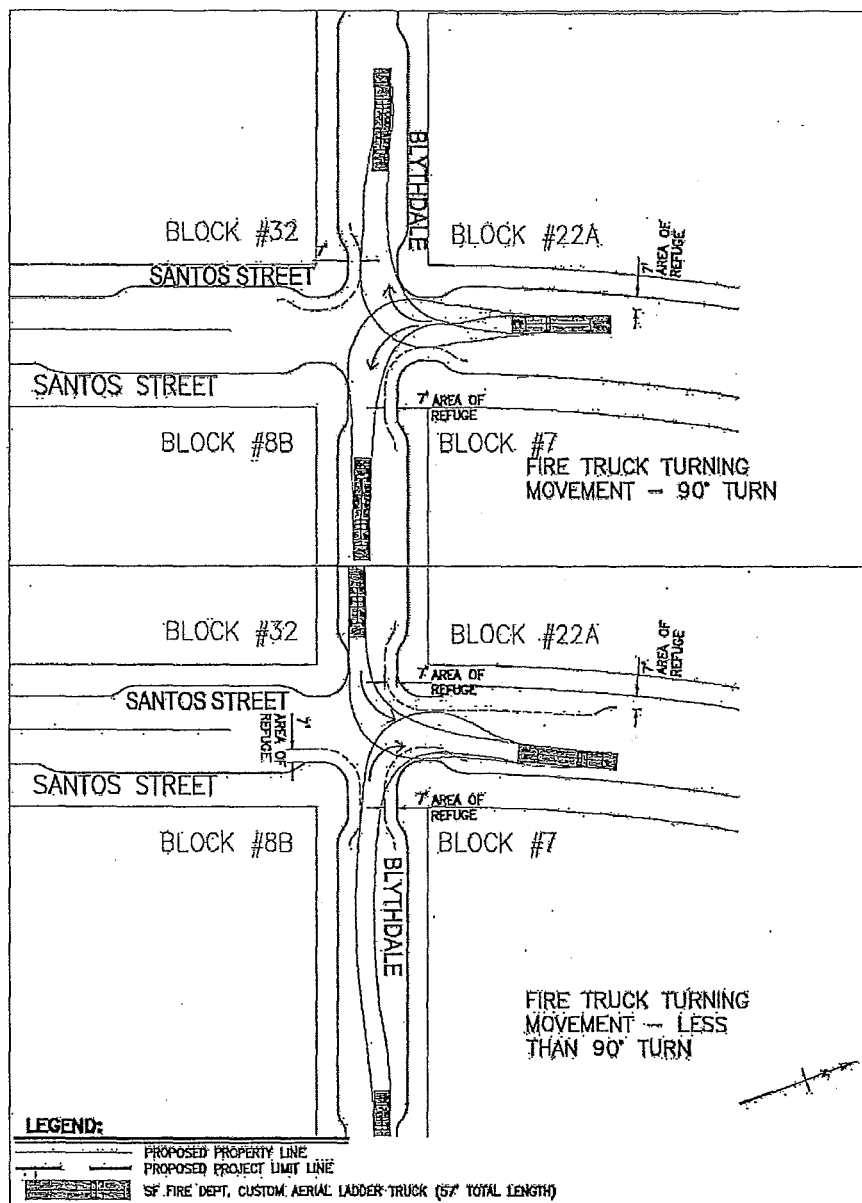 BLYTHDALE
BLOCK #32
BLOCK #22A
7'
SANTOS STREET
7' AREA OF
REFUGE
SANTOS STREET
7' AREA OF
REFUGE
BLOCK #8B
BLOCK #7
FIRE TRUCK TURNING
MOVEMENT - 90° TURN
BLOCK #32
BLOCK #22A
7' AREA OF
REFUGE
7' AREA OF
REFUGE
SANTOS STREET
7' AREA OF
REFUGE
SANTOS STREET
7' AREA OF
REFUGE
BLOCK #8B
BLOCK #7
BLYTHDALE
FIRE TRUCK TURNING
MOVEMENT - LESS
THAN 90° TURN
LEGEND:
PROPOSED PROPERTY LINE
PROPOSED PROJECT LIMIT LINE
SF FIRE DEPT, CUSTOM AERIAL LADDER TRUCK (57' TOTAL LENGTH)